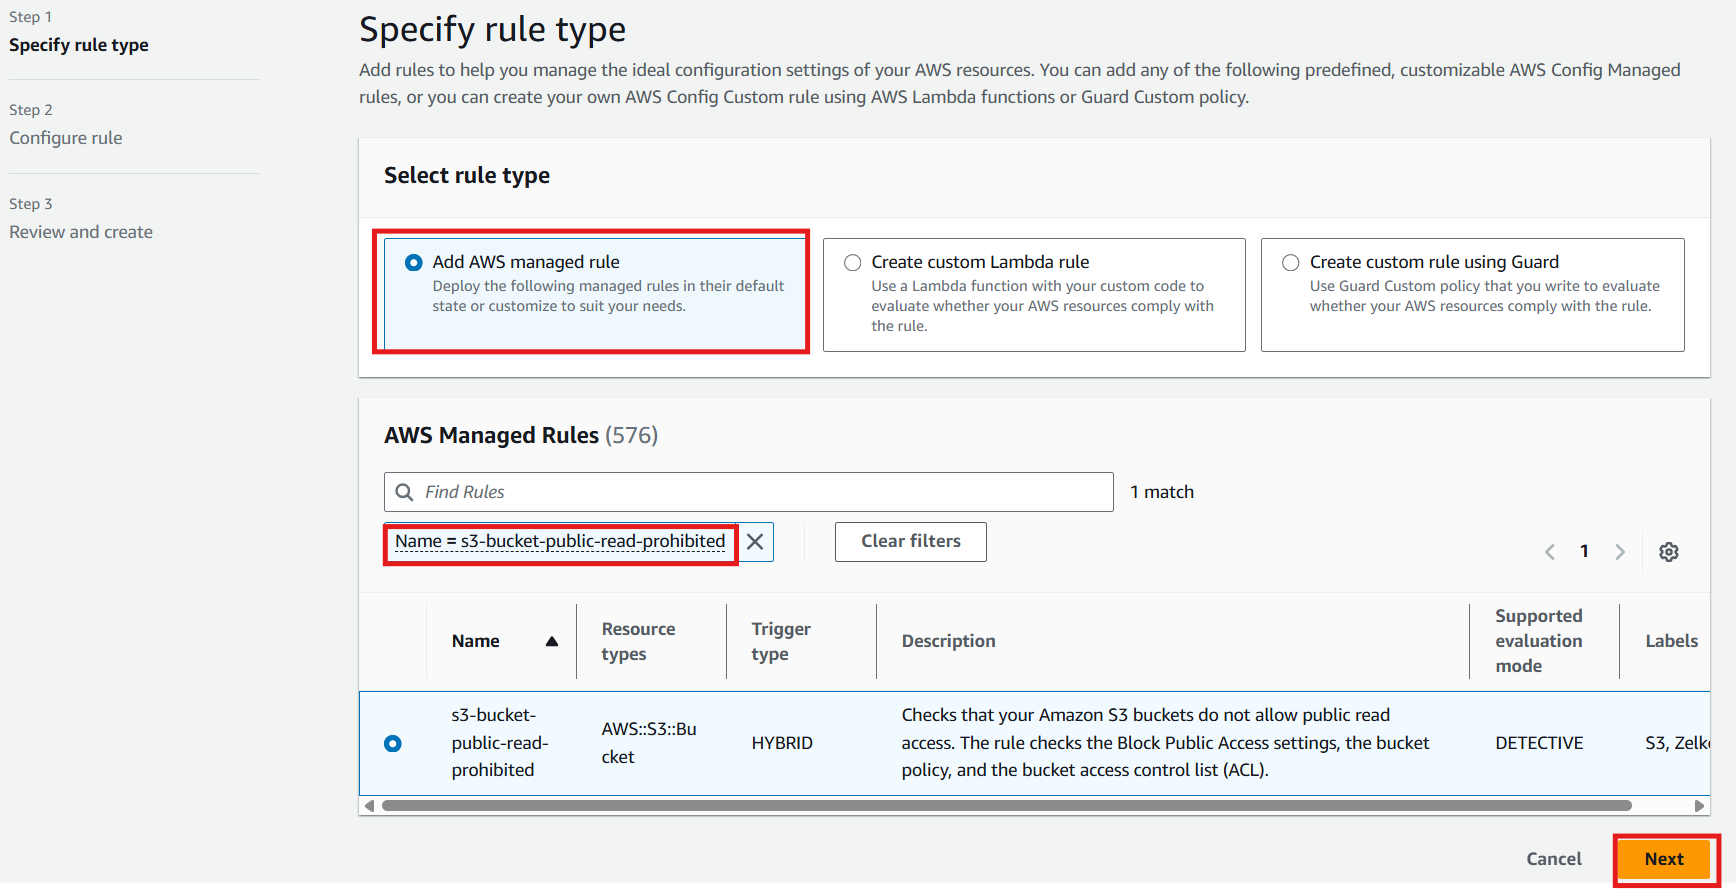 Step 1
Specify rule type
Step 2
Configure rule
Step 3
Review and create
Specify rule type
Add rules to help you manage the ideal configuration settings of your AWS resources. You can add any of the following predefined, customizable AWS Config Managed
rules, or you can create your own AWS Config Custom rule using AWS Lambda functions or Guard Custom policy.
Select rule type
Add AWS managed rule
Deploy the following managed rules in their default
state or customize to suit your needs.
Create custom Lambda rule
Use a Lambda function with your custom code to
evaluate whether your AWS resources comply with
the rule.
Create custom rule using Guard
Use Guard Custom policy that you write to evaluate
whether your AWS resources comply with the rule.
AWS Managed Rules (576)
Find Rules
1 match
Name = s3-bucket-public-read-prohibited
Clear filters
1
Name
Resource
types
Trigger
type
Description
Supported
evaluation
mode
Labels
s3-bucket-
public-read-
prohibited
AWS::S3::Bu
cket
HYBRID
Checks that your Amazon S3 buckets do not allow public read
access. The rule checks the Block Public Access settings, the bucket
policy, and the bucket access control list (ACL).
DETECTIVE
S3, Zelk
Cancel
Next